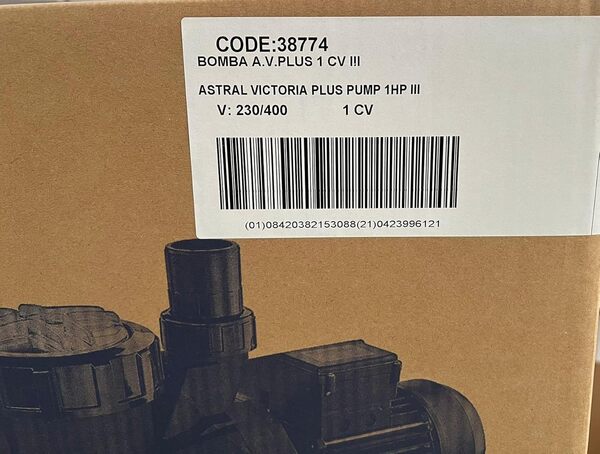 CODE:38774
BOMBA A.V.PLUS 1 CV III
ASTRAL VICTORIA PLUS PUMP 1HP III
V: 230/400 1 CV
(01)08420382153088(21)0423996121